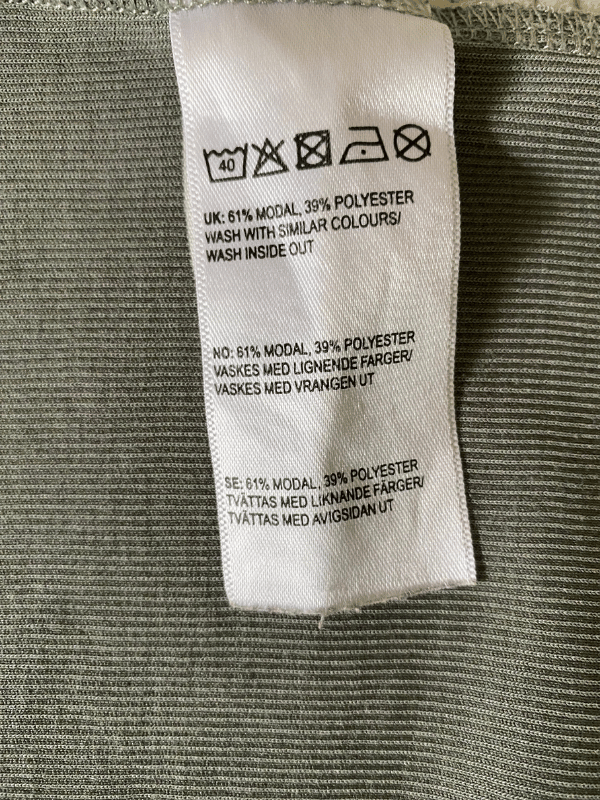 40
UK: 61% MODAL, 39% POLYESTER
WASH WITH SIMILAR COLOURS/
WASH INSIDE OUT
NO: 61% MODAL, 39% POLYESTER
VASKES MED LIGNENDE FARGER/
VASKES MED VRANGEN UT
SE: 61% MODAL, 39% POLYESTER
TVÄTTAS MED LIKNANDE FÄRGER/
TVÄTTAS MED AVIGSIDAN UT